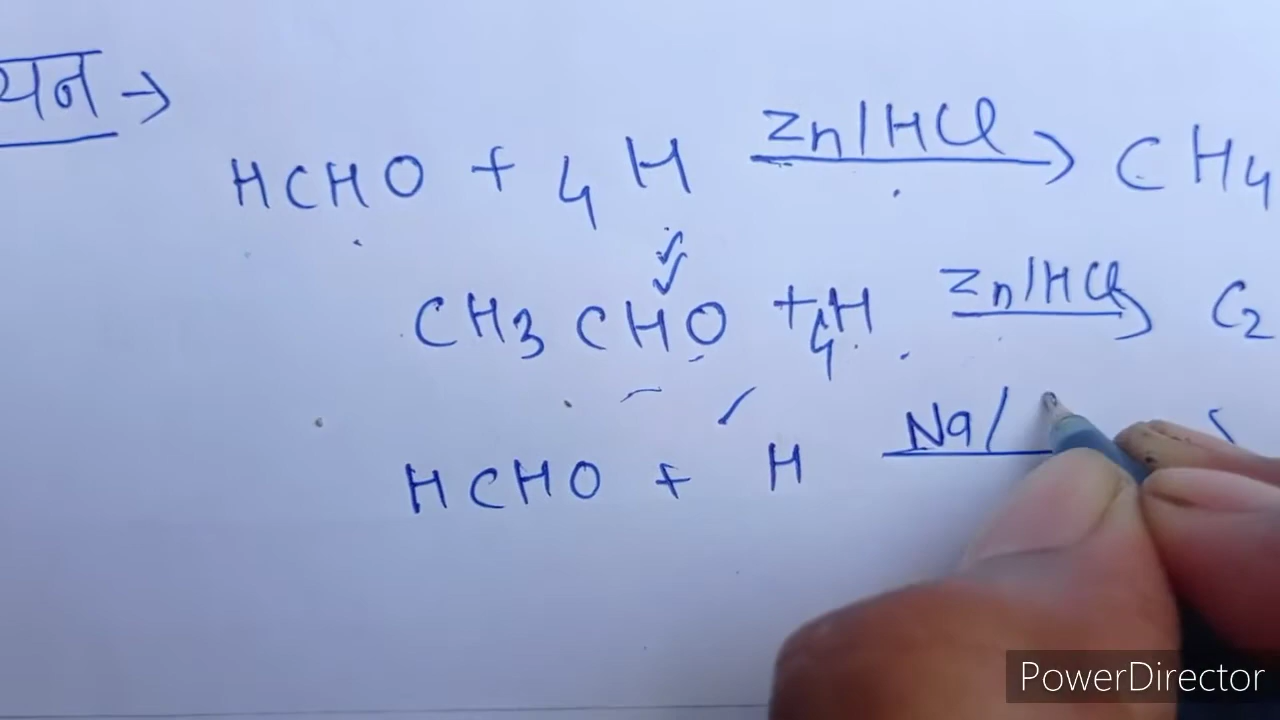 यन →
HCHO + 4H Zn/HCl → CH4
CH3CHO + 4H Zn/HCl → C2
HCHO + H Na/
PowerDirector